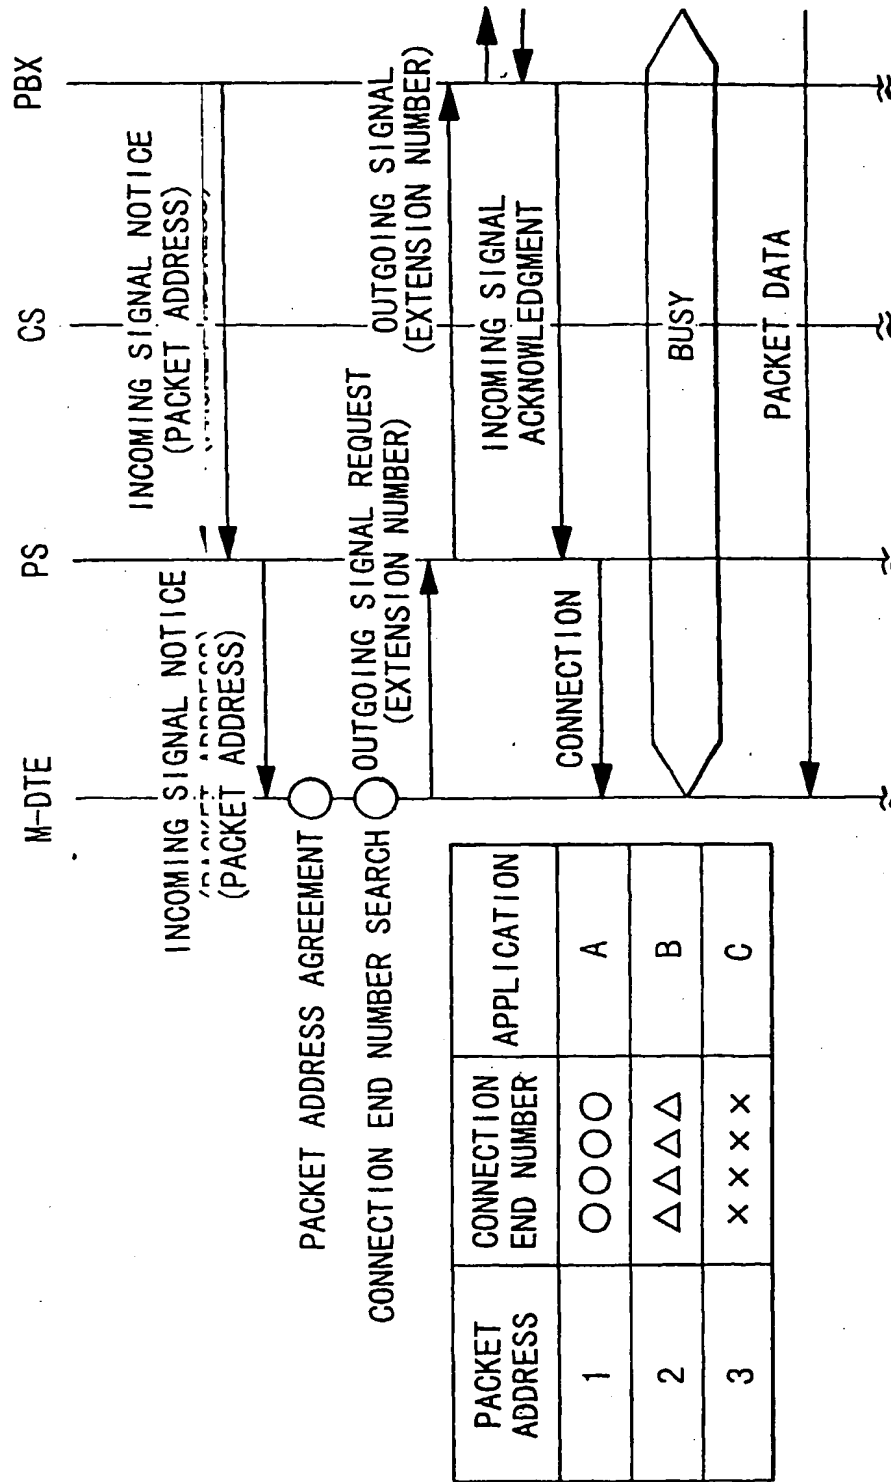 M-DTE
PS
CS
PBX
INCOMING SIGNAL NOTICE
(PACKET ADDRESS)
(PACKET ADDRESS)
INCOMING SIGNAL NOTICE
(PACKET ADDRESS)
PACKET ADDRESS AGREEMENT
CONNECTION END NUMBER SEARCH
OUTGOING SIGNAL REQUEST
(EXTENSION NUMBER)
OUTGOING SIGNAL
(EXTENSION NUMBER)
INCOMING SIGNAL
ACKNOWLEDGMENT
CONNECTION
BUSY
PACKET DATA
PACKET
ADDRESS
CONNECTION
END NUMBER
APPLICATION
1
○○○○
A
2
△△△△
B
3
××××
C